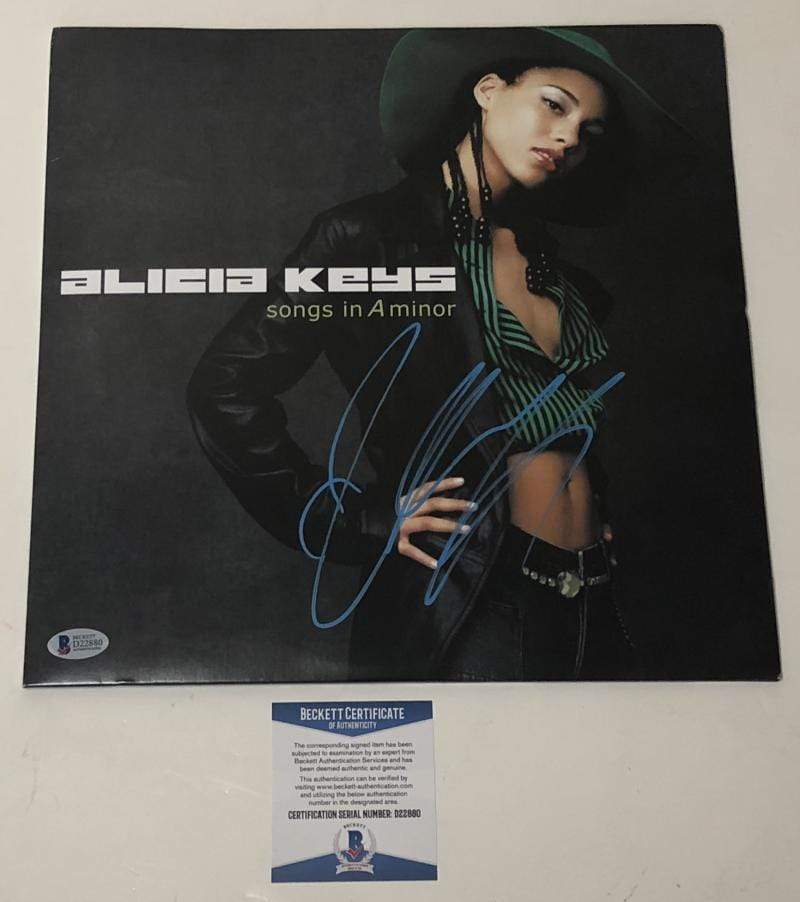 alicia keys
songs in A minor
BECKETT
D22880
BECKETT CERTIFICATE
OF AUTHENTICITY
The corresponding signed item has been
subjected to examination by an expert from
Beckett Authentication Services and has
been deemed authentic and genuine.
This authentication can be verified by
visiting www.beckett-authentication.com
and utilizing the below authentication
number in the designated area.
CERTIFICATION SERIAL NUMBER: D22880
BECKETT
B